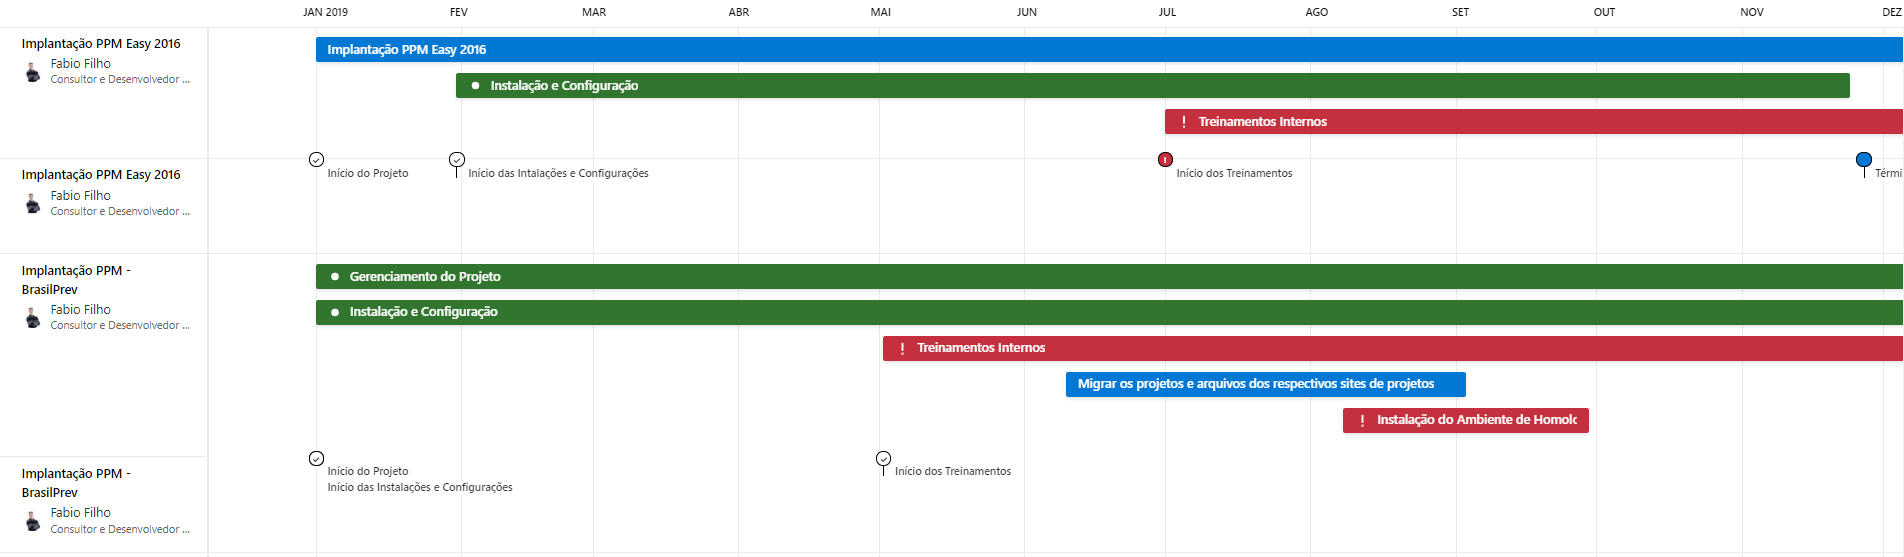 JAN 2019 FEV MAR ABR MAI JUN JUL AGO SET OUT NOV DEZ
Implantação PPM Easy 2016
Fabio Filho
Consultor e Desenvolvedor ...
Implantação PPM Easy 2016
Instalação e Configuração
! Treinamentos Internos
Implantação PPM Easy 2016
Fabio Filho
Consultor e Desenvolvedor ...
Início do Projeto
Início das Intalações e Configurações
Início dos Treinamentos
Térmi
Implantação PPM -
BrasilPrev
Fabio Filho
Consultor e Desenvolvedor ...
Gerenciamento do Projeto
Instalação e Configuração
! Treinamentos Internos
Migrar os projetos e arquivos dos respectivos sites de projetos
! Instalação do Ambiente de Homolc
Implantação PPM -
BrasilPrev
Fabio Filho
Consultor e Desenvolvedor ...
Início do Projeto
Início das Instalações e Configurações
Início dos Treinamentos